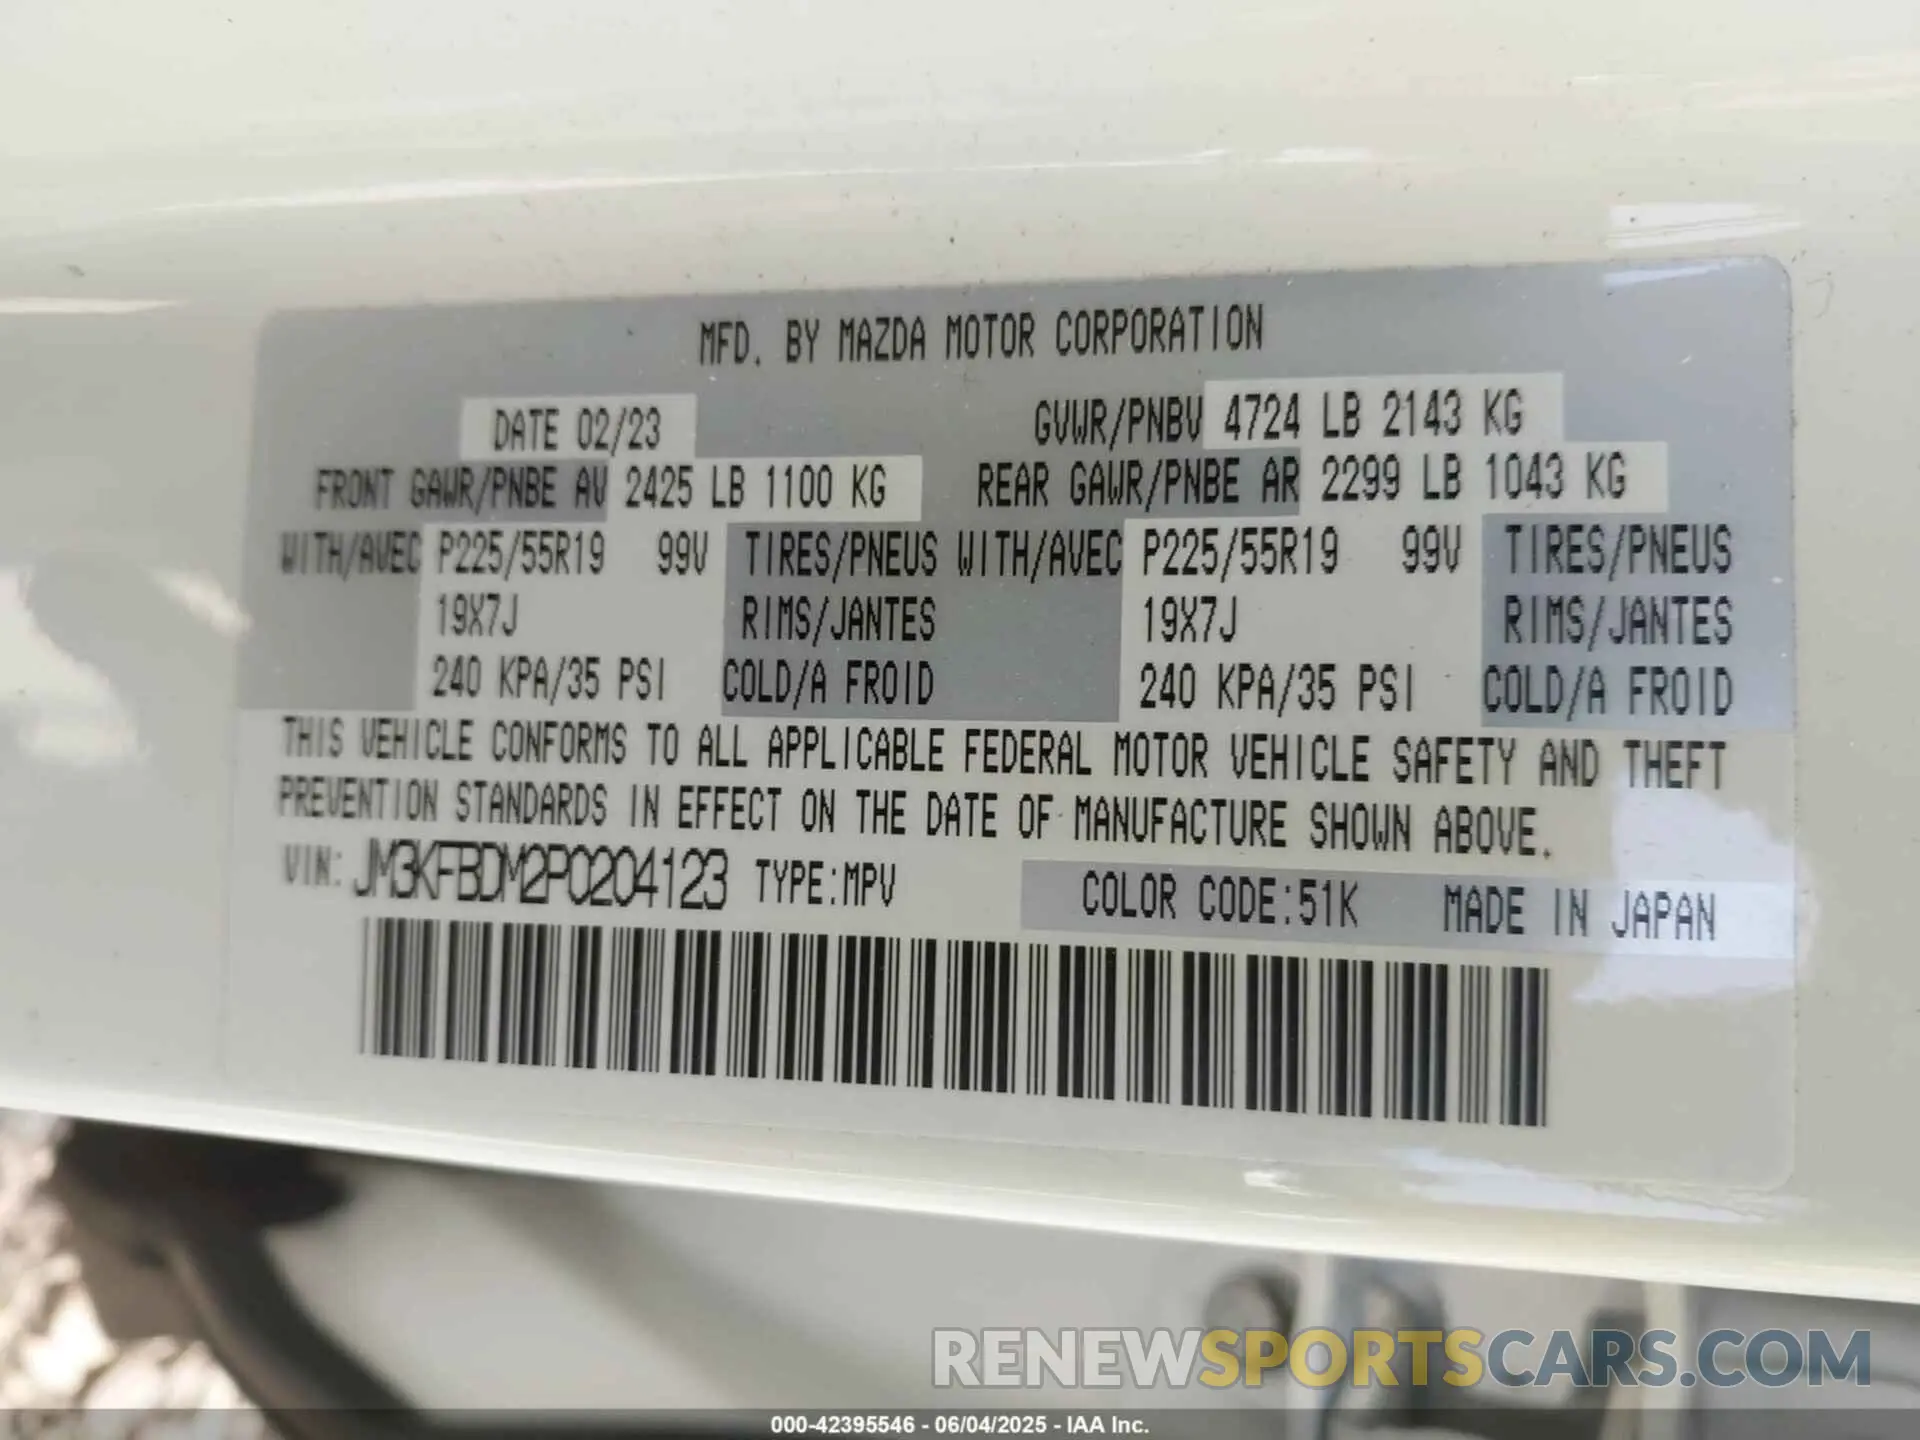 MFD. BY MAZDA MOTOR CORPORATION
DATE 02/23 GVWR/PNBV 4724 LB 2143 KG
FRONT GAWR/PNBE AV 2425 LB 1100 KG REAR GAWR/PNBE AR 2299 LB 1043 KG
WITH/AVEC P225/55R19 99V TIRES/PNEUS WITH/AVEC P225/55R19 99V TIRES/PNEUS
19X7J RIMS/JANTES 19X7J RIMS/JANTES
240 KPA/35 PSI COLD/A FROID 240 KPA/35 PSI COLD/A FROID
THIS VEHICLE CONFORMS TO ALL APPLICABLE FEDERAL MOTOR VEHICLE SAFETY AND THEFT
PREVENTION STANDARDS IN EFFECT ON THE DATE OF MANUFACTURE SHOWN ABOVE.
VIN: JM3KFBDM2P0204123 TYPE:MPV COLOR CODE:51K MADE IN JAPAN
RENEWSPORTSCARS.COM
000-42395546 - 06/04/2025 - IAA Inc.